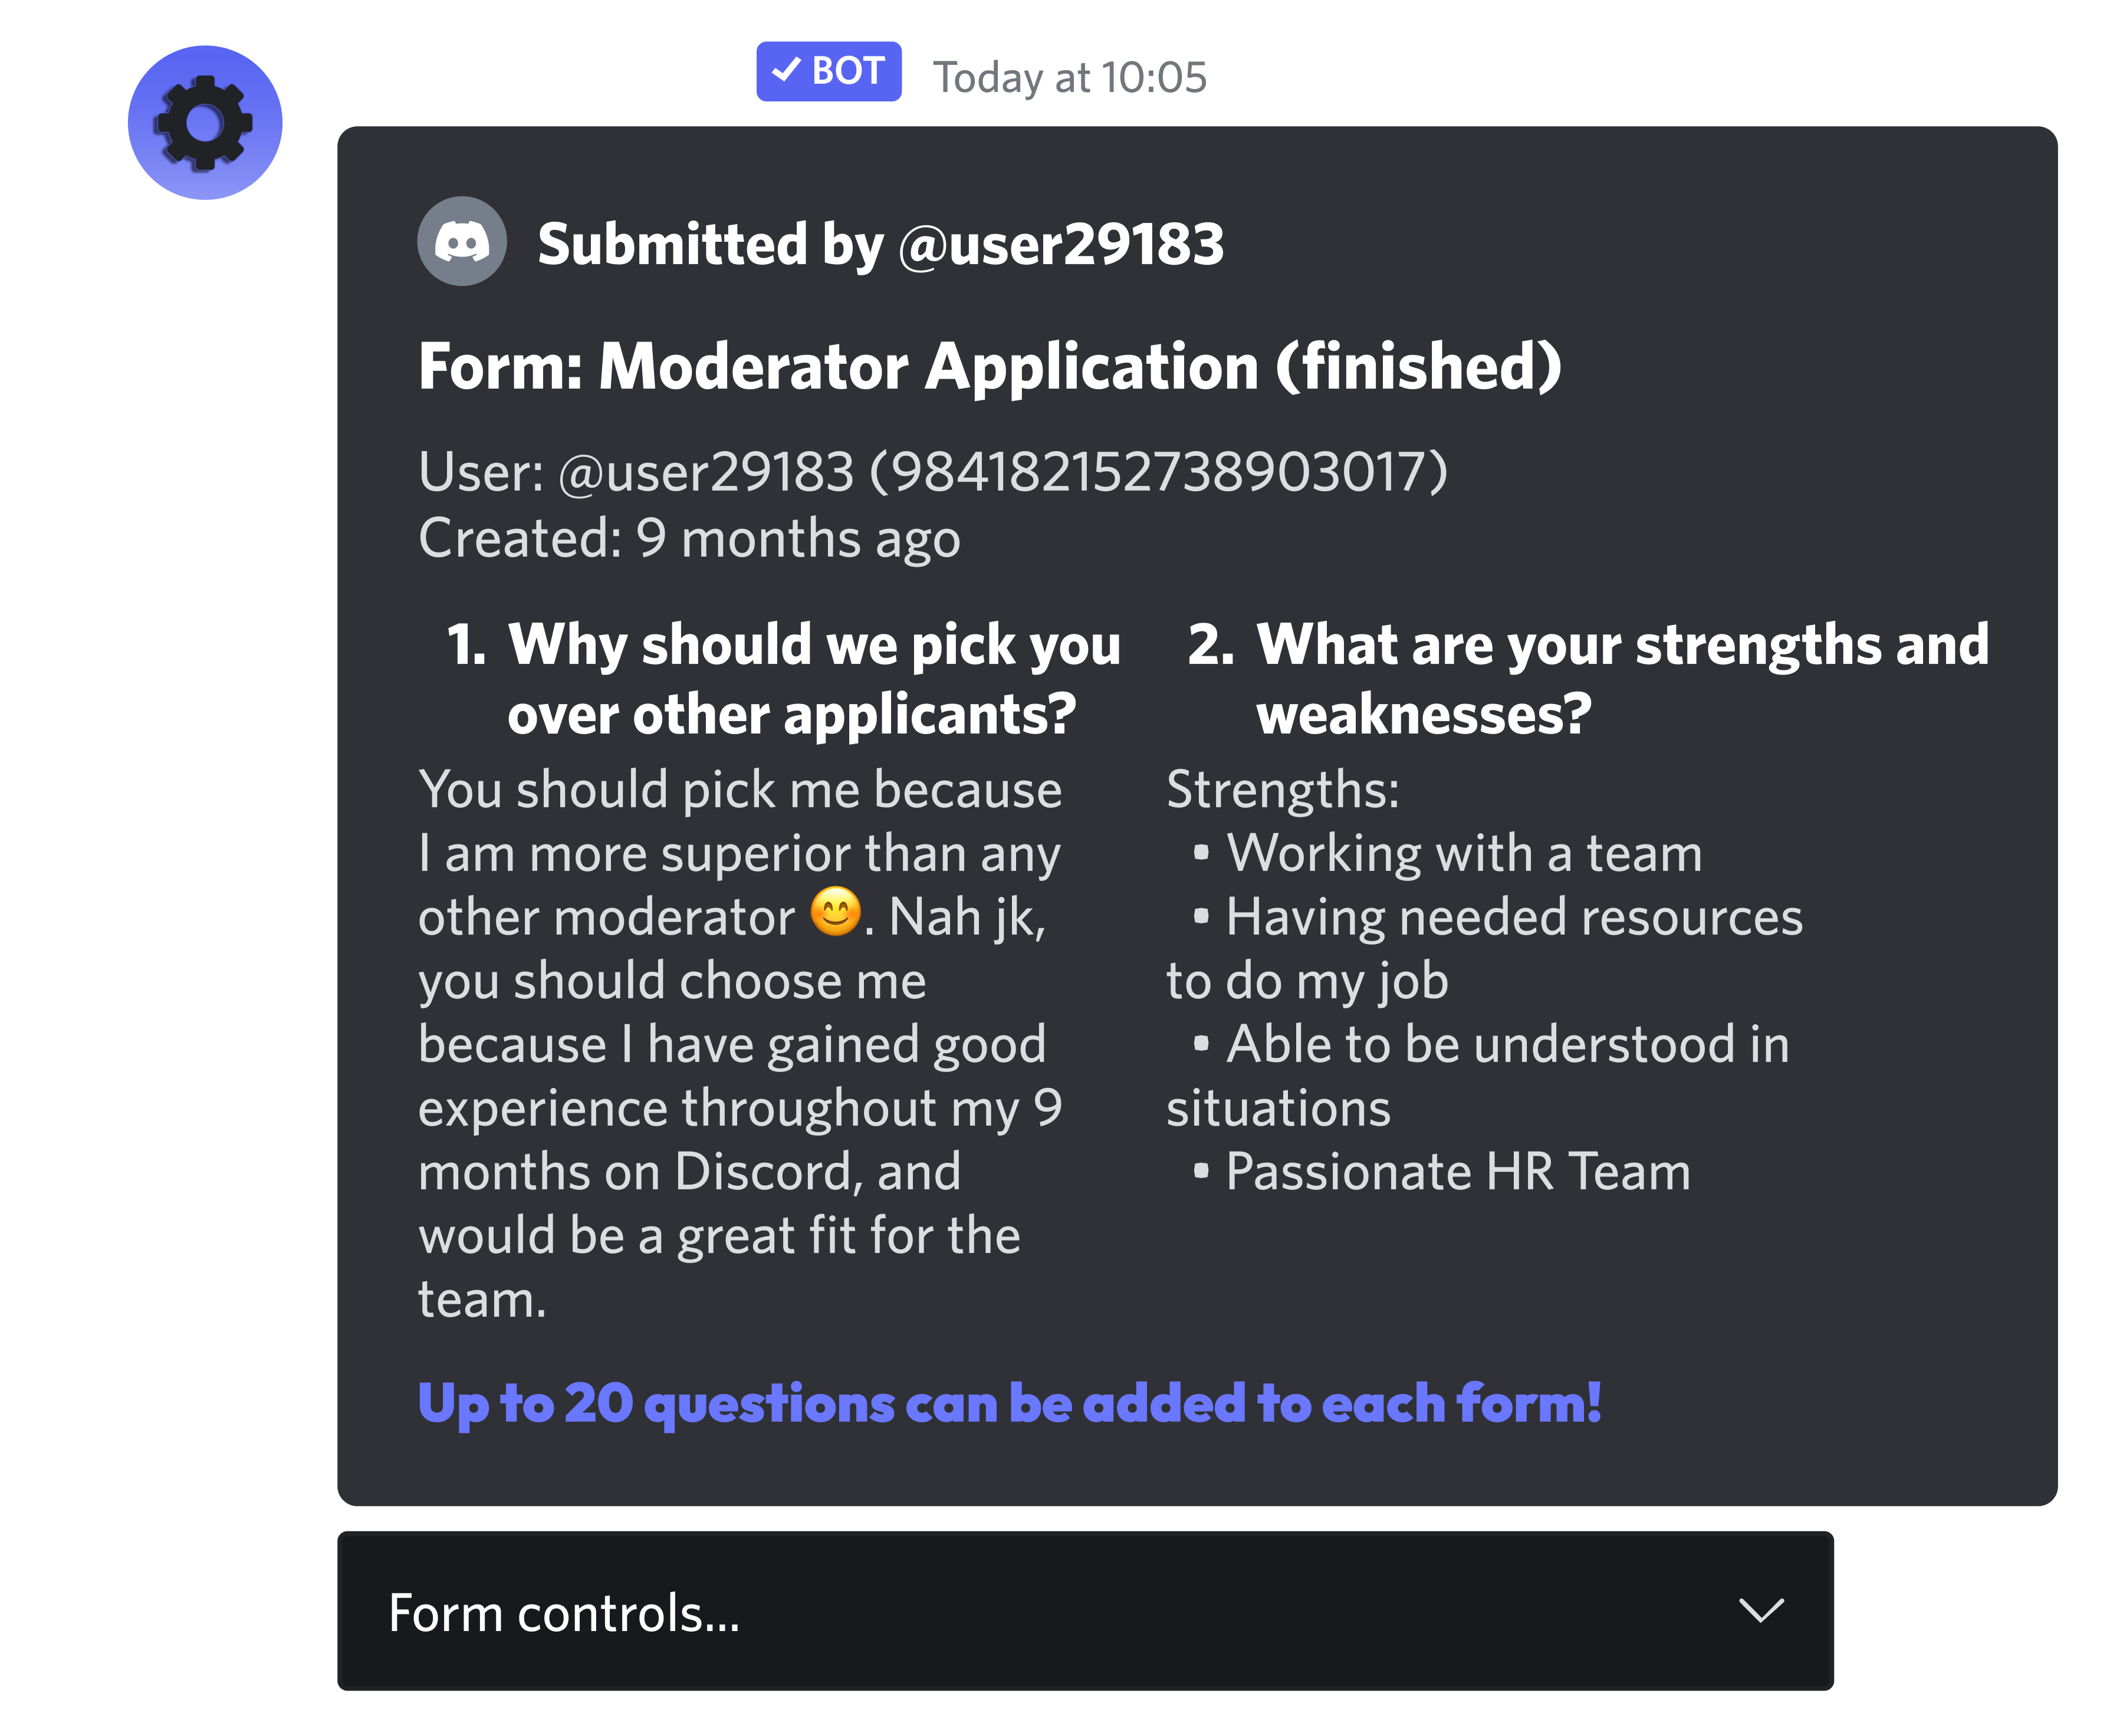 ✓ BOT Today at 10:05
Submitted by @user29183
Form: Moderator Application (finished)
User: @user29183 (984182152738903017)
Created: 9 months ago
1. Why should we pick you
over other applicants?
You should pick me because
I am more superior than any
other moderator 😊. Nah jk,
you should choose me
because I have gained good
experience throughout my 9
months on Discord, and
would be a great fit for the
team.
2. What are your strengths and
weaknesses?
Strengths:
• Working with a team
• Having needed resources
to do my job
• Able to be understood in
situations
• Passionate HR Team
Up to 20 questions can be added to each form!
Form controls...